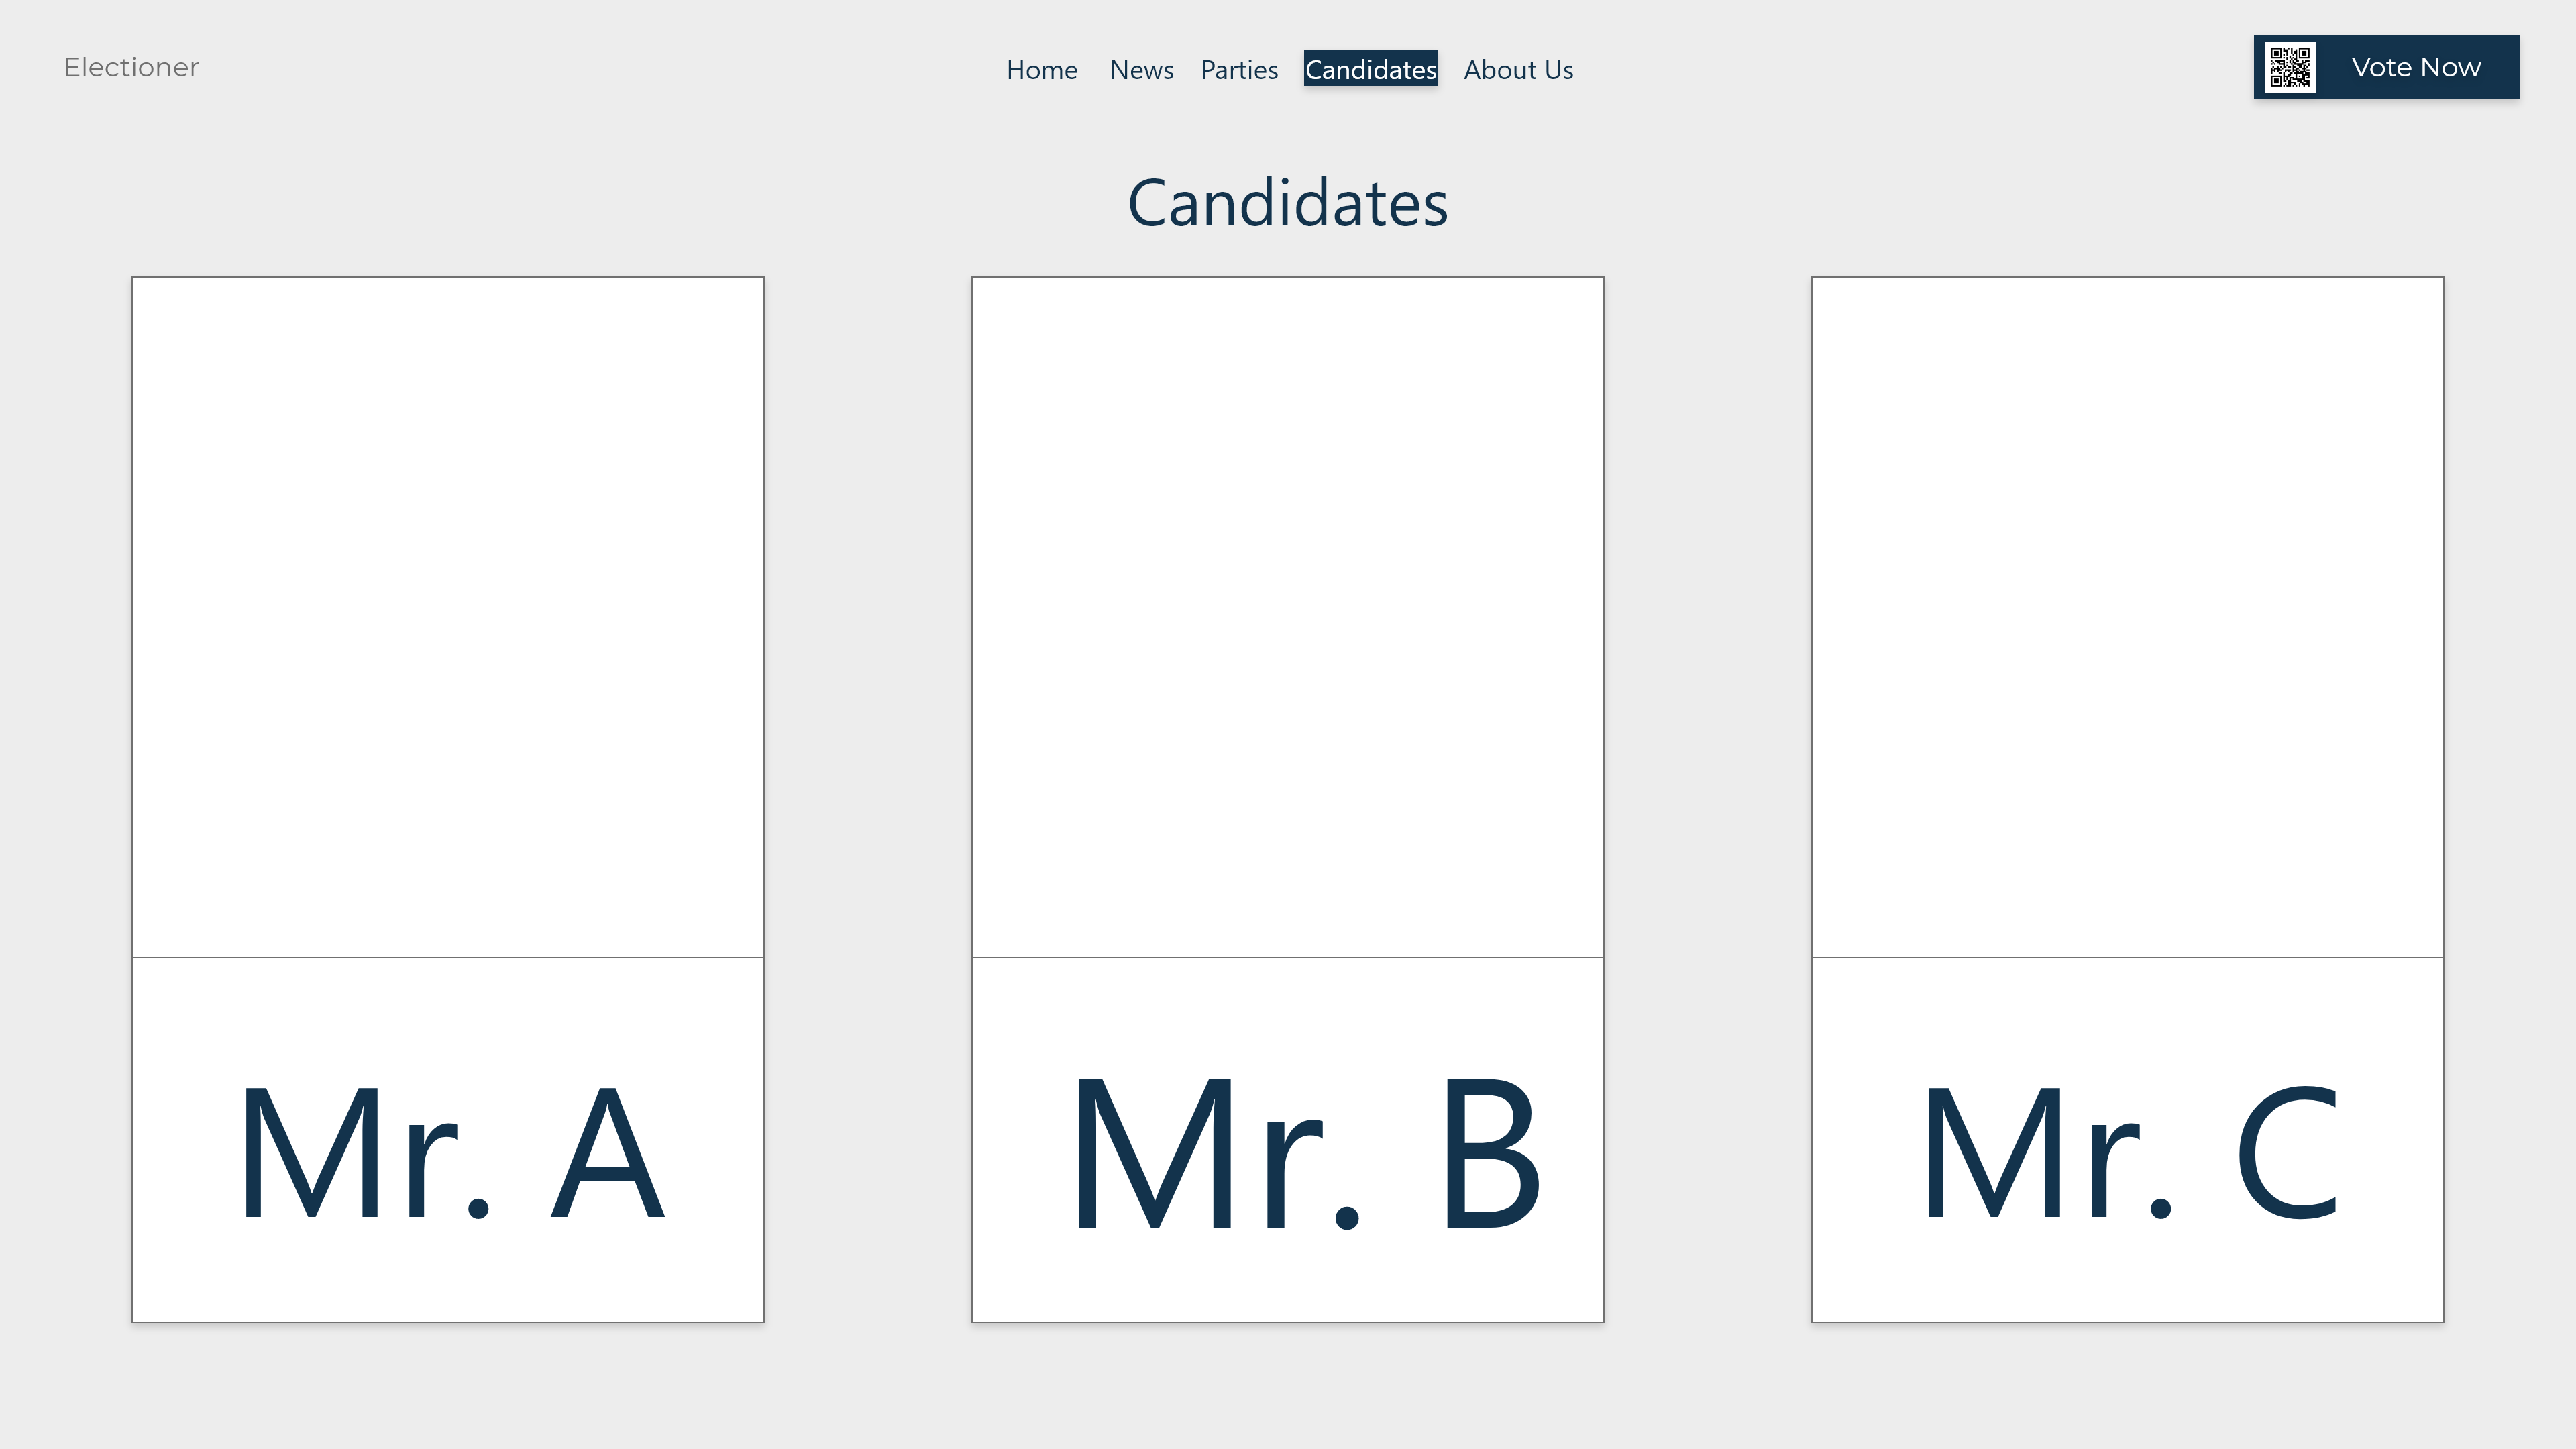 Electioner
Home News Parties Candidates About Us
Vote Now
Candidates
Mr. A
Mr. B
Mr. C